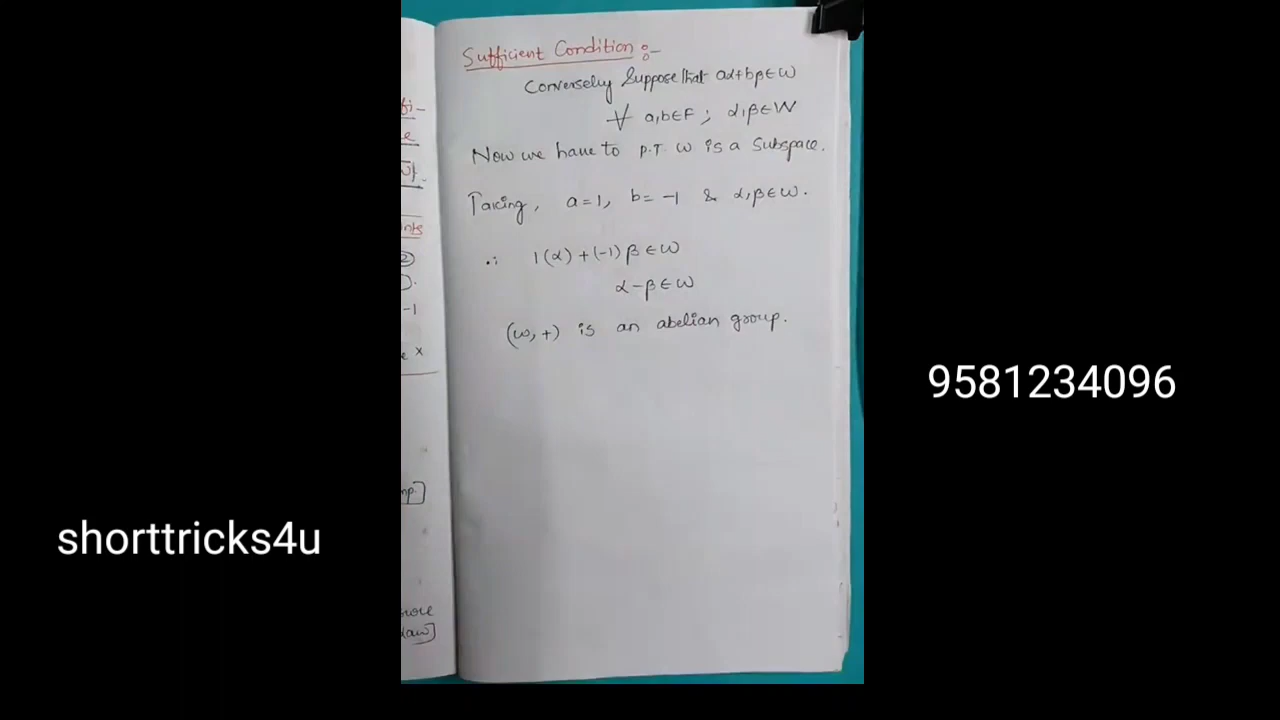 Sufficient Condition :-
Conversely Suppose that aα+bβ∈W
∀ a,b∈F ; α,β∈W
Now we have to P.T. W is a Subspace.
Taking, a=1, b= -1 & α,β∈W.
∴ 1(α)+(-1)β∈W
α-β∈W
(W,+) is an abelian group.
9581234096
shorttricks4u